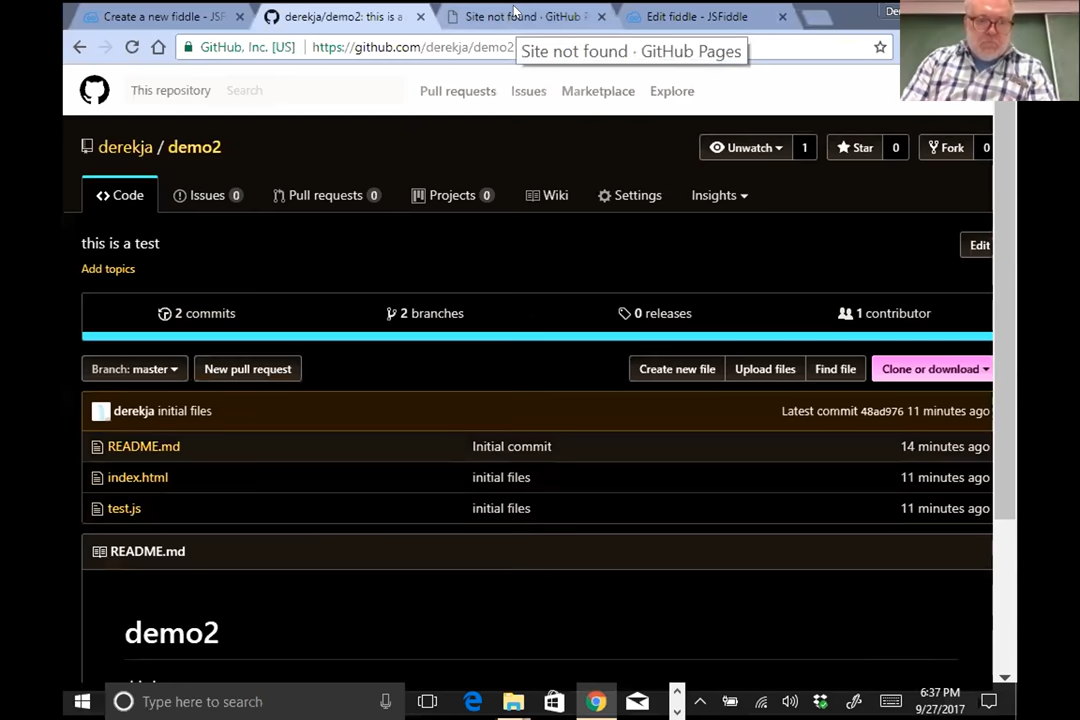 Create a new fiddle - JSF
derekja/demo2: this is a
Site not found · GitHub
Edit fiddle - JSFiddle
GitHub, Inc. [US]
https://github.com/derekja/demo2
Site not found · GitHub Pages
This repository Search
Pull requests Issues Marketplace Explore
derekja / demo2
Unwatch 1 Star 0 Fork 0
Code Issues 0 Pull requests 0 Projects 0 Wiki Settings Insights
this is a test
Edit
Add topics
2 commits 2 branches 0 releases 1 contributor
Branch: master New pull request Create new file Upload files Find file Clone or download
derekja initial files Latest commit 48ad976 11 minutes ago
README.md Initial commit 14 minutes ago
index.html initial files 11 minutes ago
test.js initial files 11 minutes ago
README.md
demo2
Type here to search
6:37 PM
9/27/2017